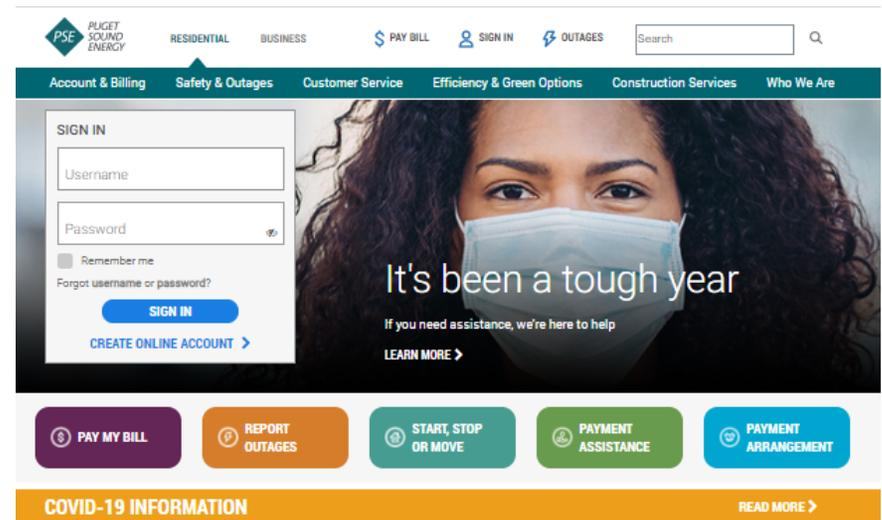 PSE
PUGET
SOUND
ENERGY
RESIDENTIAL
BUSINESS
$ PAY BILL
SIGN IN
OUTAGES
Search
Account & Billing
Safety & Outages
Customer Service
Efficiency & Green Options
Construction Services
Who We Are
SIGN IN
Username
Password
Remember me
Forgot username or password?
SIGN IN
CREATE ONLINE ACCOUNT
It's been a tough year
If you need assistance, we're here to help
LEARN MORE
$ PAY MY BILL
REPORT
OUTAGES
START, STOP
OR MOVE
PAYMENT
ASSISTANCE
PAYMENT
ARRANGEMENT
COVID-19 INFORMATION
READ MORE